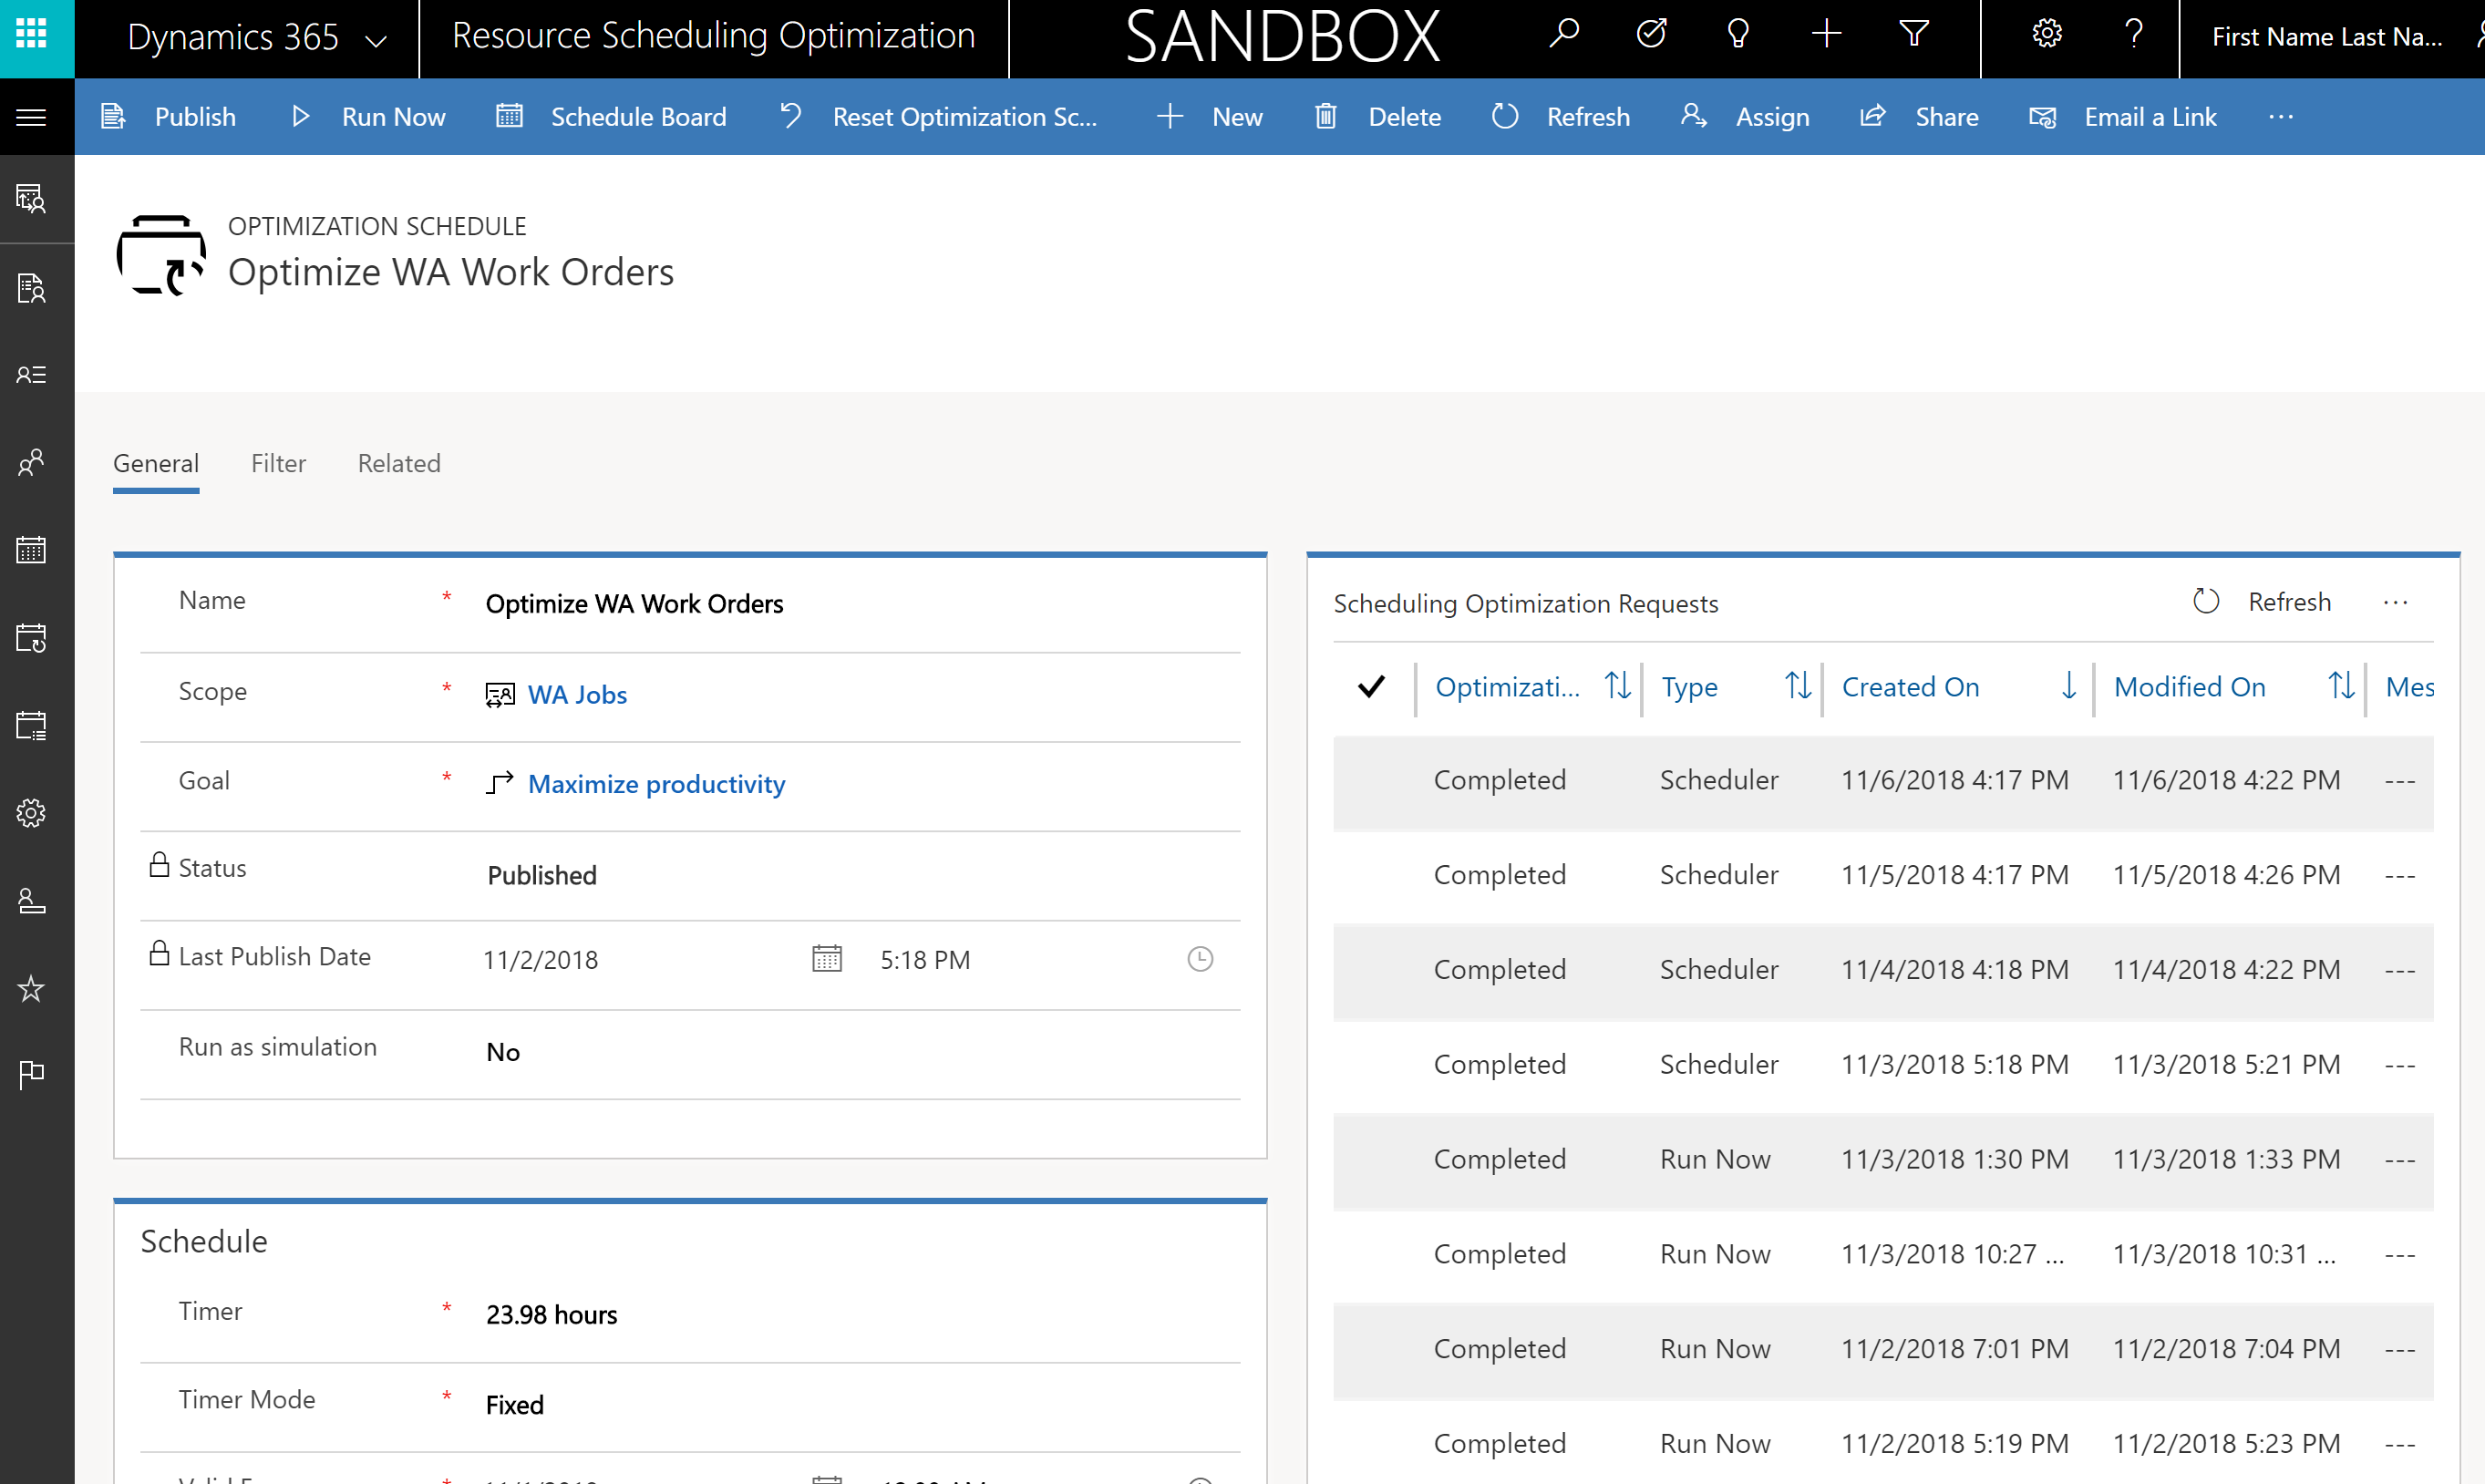 Dynamics 365 Resource Scheduling Optimization SANDBOX ? First Name Last Na...
Publish Run Now Schedule Board Reset Optimization Sc... New Delete Refresh Assign Share Email a Link ...
OPTIMIZATION SCHEDULE
Optimize WA Work Orders
General Filter Related
Name * Optimize WA Work Orders
Scope * WA Jobs
Goal * Maximize productivity
Status Published
Last Publish Date 11/2/2018 5:18 PM
Run as simulation No
Schedule
Timer * 23.98 hours
Timer Mode * Fixed
Scheduling Optimization Requests Refresh ...
Optimizati... Type Created On Modified On Mes
Completed Scheduler 11/6/2018 4:17 PM 11/6/2018 4:22 PM ---
Completed Scheduler 11/5/2018 4:17 PM 11/5/2018 4:26 PM ---
Completed Scheduler 11/4/2018 4:18 PM 11/4/2018 4:22 PM ---
Completed Scheduler 11/3/2018 5:18 PM 11/3/2018 5:21 PM ---
Completed Run Now 11/3/2018 1:30 PM 11/3/2018 1:33 PM ---
Completed Run Now 11/3/2018 10:27 ... 11/3/2018 10:31 ... ---
Completed Run Now 11/2/2018 7:01 PM 11/2/2018 7:04 PM ---
Completed Run Now 11/2/2018 5:19 PM 11/2/2018 5:23 PM ---